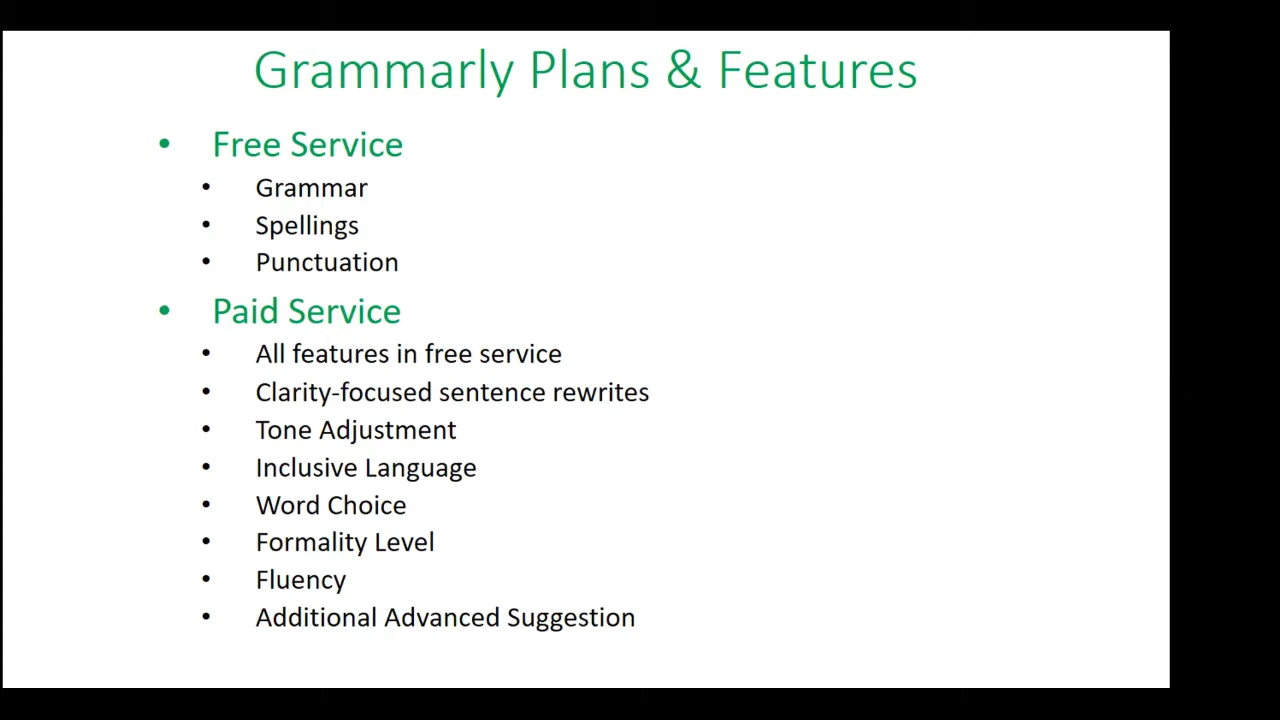 Grammarly Plans & Features
• Free Service
• Grammar
• Spellings
• Punctuation
• Paid Service
• All features in free service
• Clarity-focused sentence rewrites
• Tone Adjustment
• Inclusive Language
• Word Choice
• Formality Level
• Fluency
• Additional Advanced Suggestion